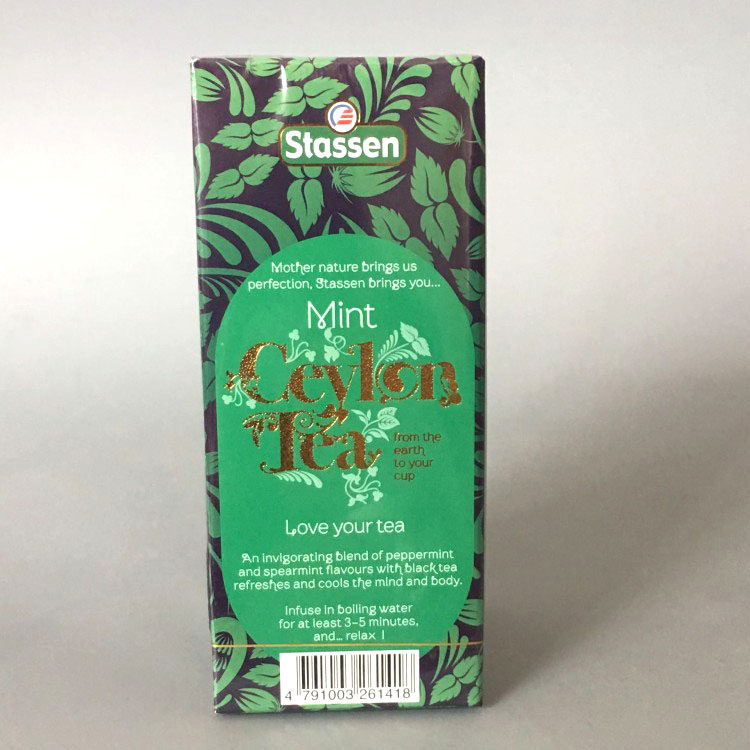 Stassen
Mother nature brings us
perfection, Stassen brings you...
Mint
Ceylon
Tea
from the
earth
to your
cup
Love your tea
An invigorating blend of peppermint
and spearmint flavours with black tea
refreshes and cools the mind and body.
Infuse in boiling water
for at least 3-5 minutes,
and... relax !
4 791003 261418